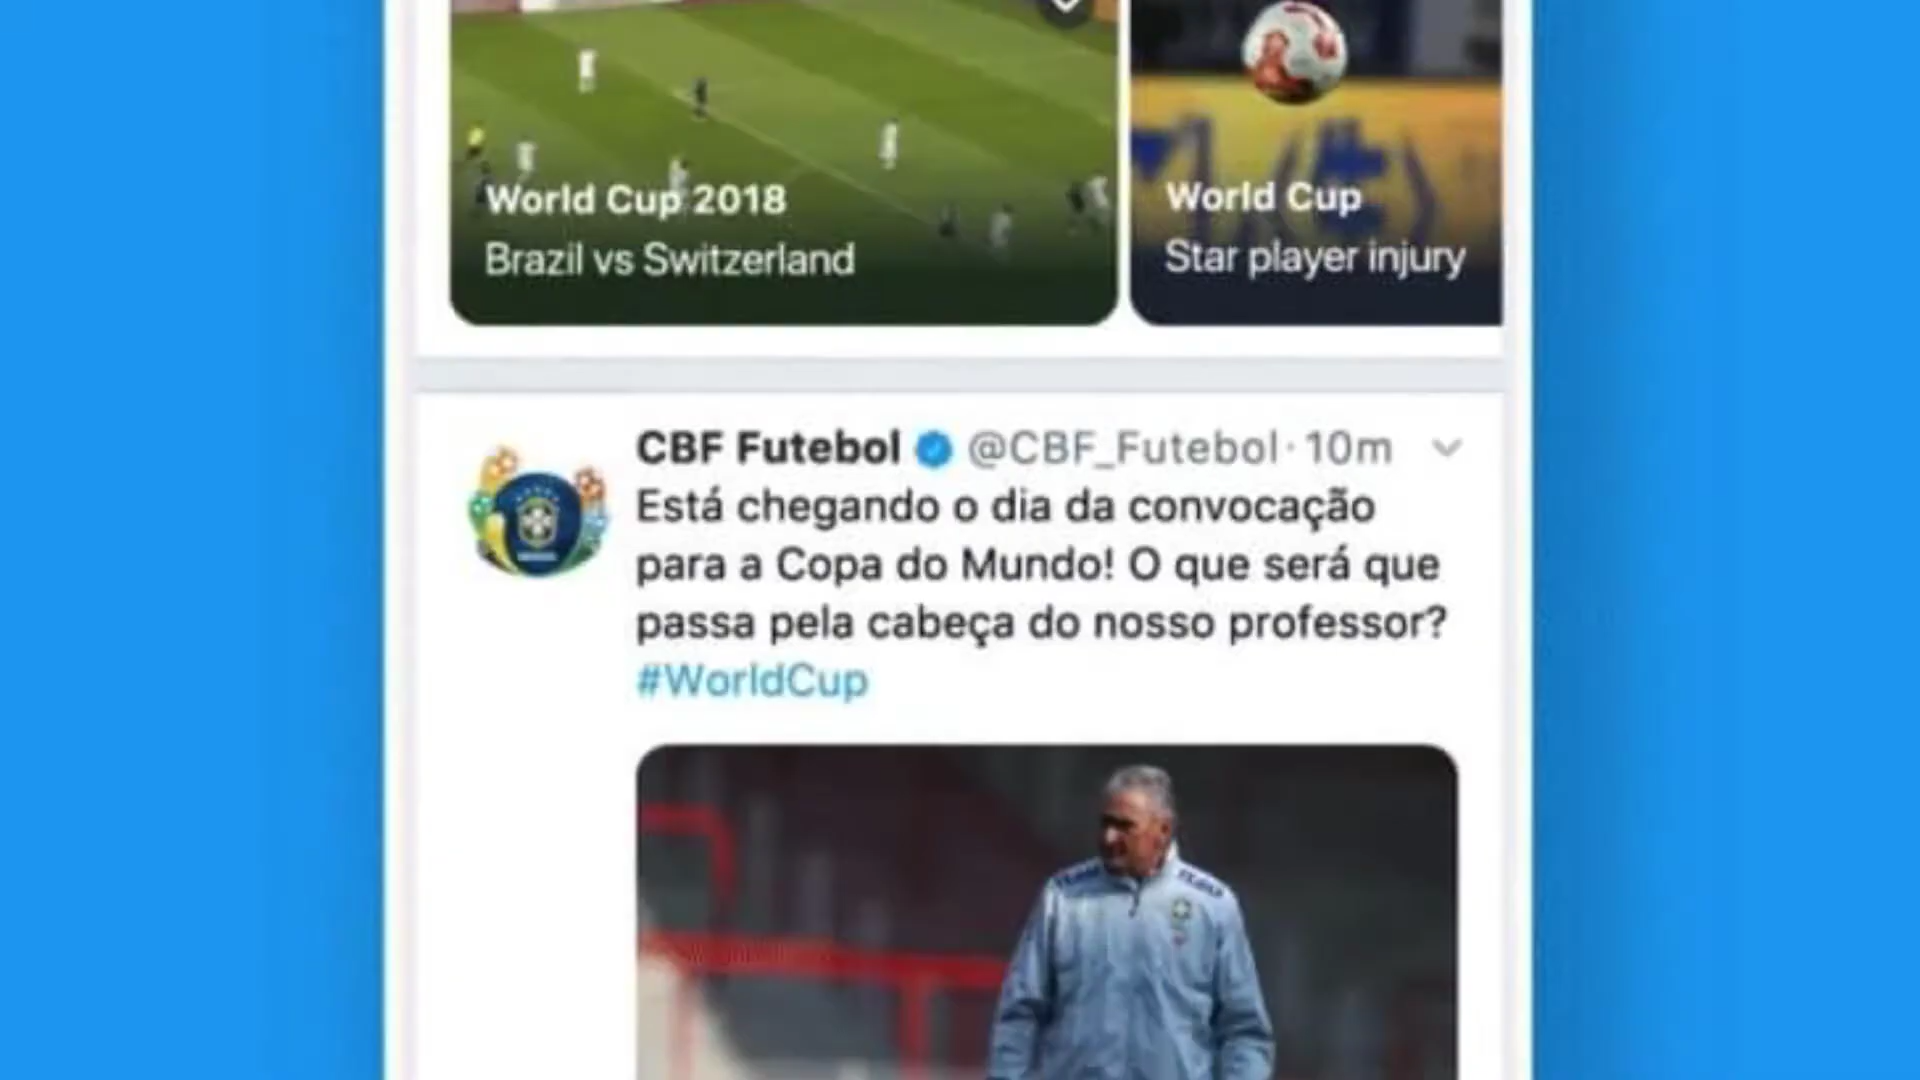 World Cup 2018
Brazil vs Switzerland
World Cup
Star player injury
CBF Futebol @CBF_Futebol · 10m
Está chegando o dia da convocação
para a Copa do Mundo! O que será que
passa pela cabeça do nosso professor?
#WorldCup